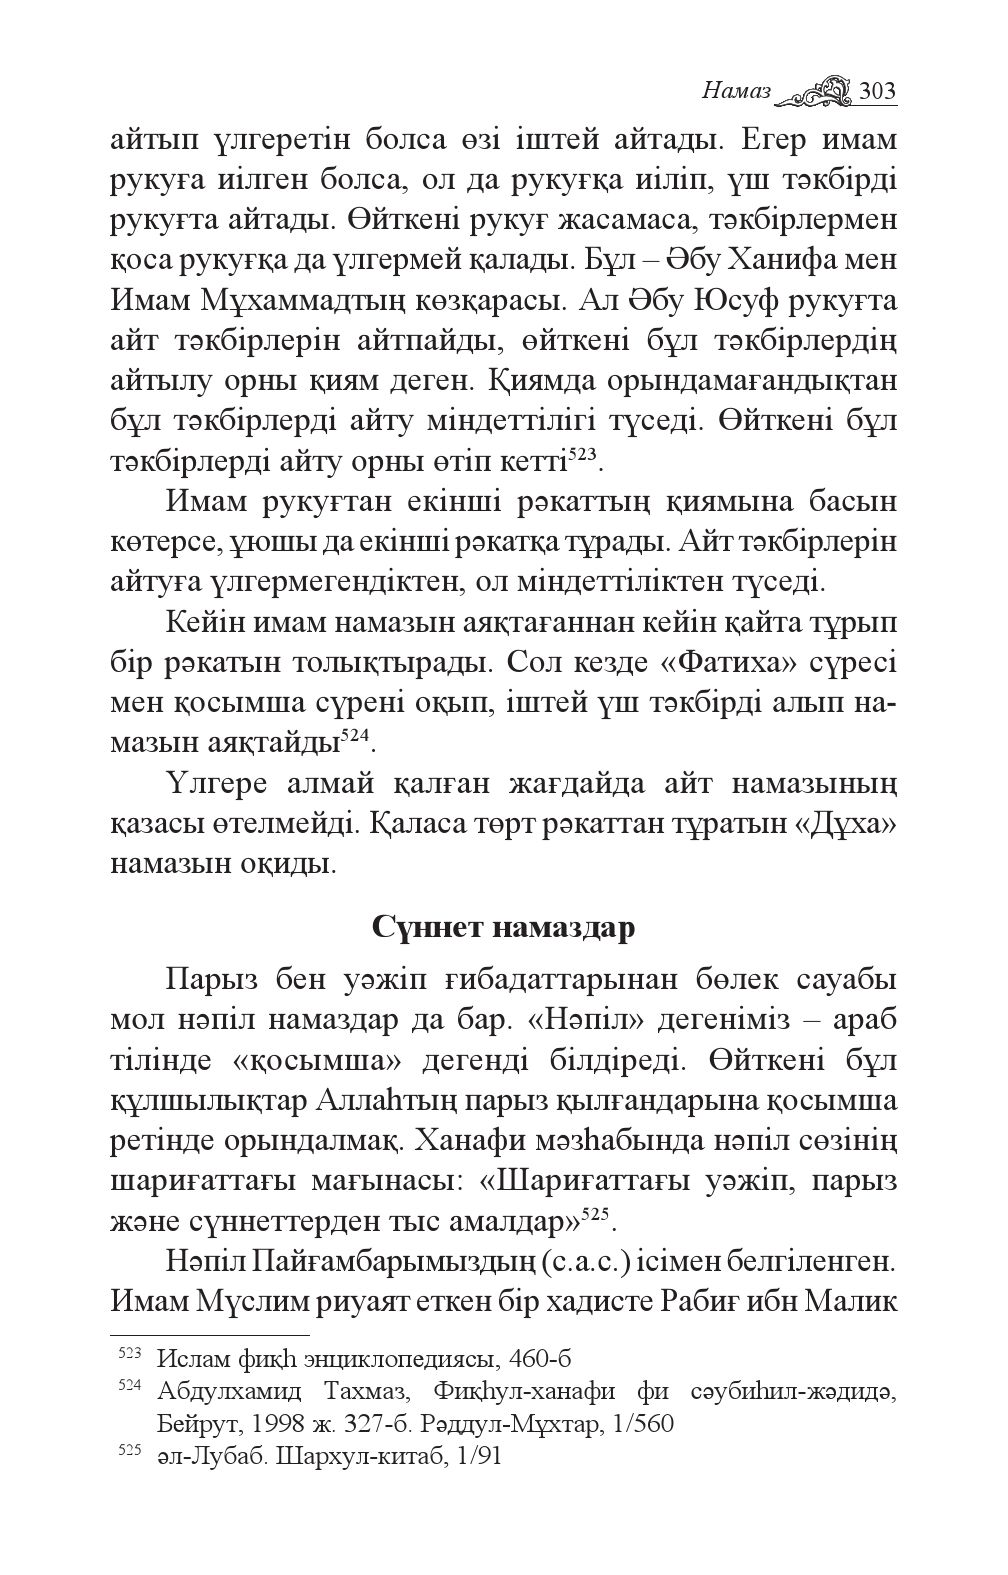 Намаз 303
айтып үлгеретін болса өзі іштей айтады. Егер имам
рукуға иілген болса, ол да рукуғқа иіліп, үш тәкбірді
рукуғта айтады. Өйткені рукуғ жасамаса, тәкбірлермен
қоса рукуғқа да үлгермей қалады. Бұл – Әбу Ханифа мен
Имам Мұхаммадтың көзқарасы. Ал Әбу Юсуф рукуғта
айт тәкбірлерін айтпайды, өйткені бұл тәкбірлердің
айтылу орны қиям деген. Қиямда орындамағандықтан
бұл тәкбірлерді айту міндеттілігі түседі. Өйткені бұл
тәкбірлерді айту орны өтіп кетті⁵²³.
Имам рукуғтан екінші рәкаттың қиямына басын
көтерсе, ұюшы да екінші рәкатқа тұрады. Айт тәкбірлерін
айтуға үлгермегендіктен, ол міндеттіліктен түседі.
Кейін имам намазын аяқтағаннан кейін қайта тұрып
бір рәкатын толықтырады. Сол кезде «Фатиха» сүресі
мен қосымша сүрені оқып, іштей үш тәкбірді алып на-
мазын аяқтайды⁵²⁴.
Үлгере алмай қалған жағдайда айт намазының
қазасы өтелмейді. Қаласа төрт рәкаттан тұратын «Дұха»
намазын оқиды.
Сүннет намаздар
Парыз бен уәжіп ғибадаттарынан бөлек сауабы
мол нәпіл намаздар да бар. «Нәпіл» дегеніміз – араб
тілінде «қосымша» дегенді білдіреді. Өйткені бұл
құлшылықтар Аллаһтың парыз қылғандарына қосымша
ретінде орындалмақ. Ханафи мәзһабында нәпіл сөзінің
шариғаттағы мағынасы: «Шариғаттағы уәжіп, парыз
және сүннеттерден тыс амалдар»⁵²⁵.
Нәпіл Пайғамбарымыздың (с.а.с.) ісімен белгіленген.
Имам Мүслим риуаят еткен бір хадисте Рабиғ ибн Малик
523 Ислам фиқһ энциклопедиясы, 460-б
524 Абдулхамид Тахмаз, Фиқһул-ханафи фи сәубиһил-жәдидә,
Бейрут, 1998 ж. 327-б. Рәддул-Мұхтар, 1/560
525 әл-Лубаб. Шархул-китаб, 1/91